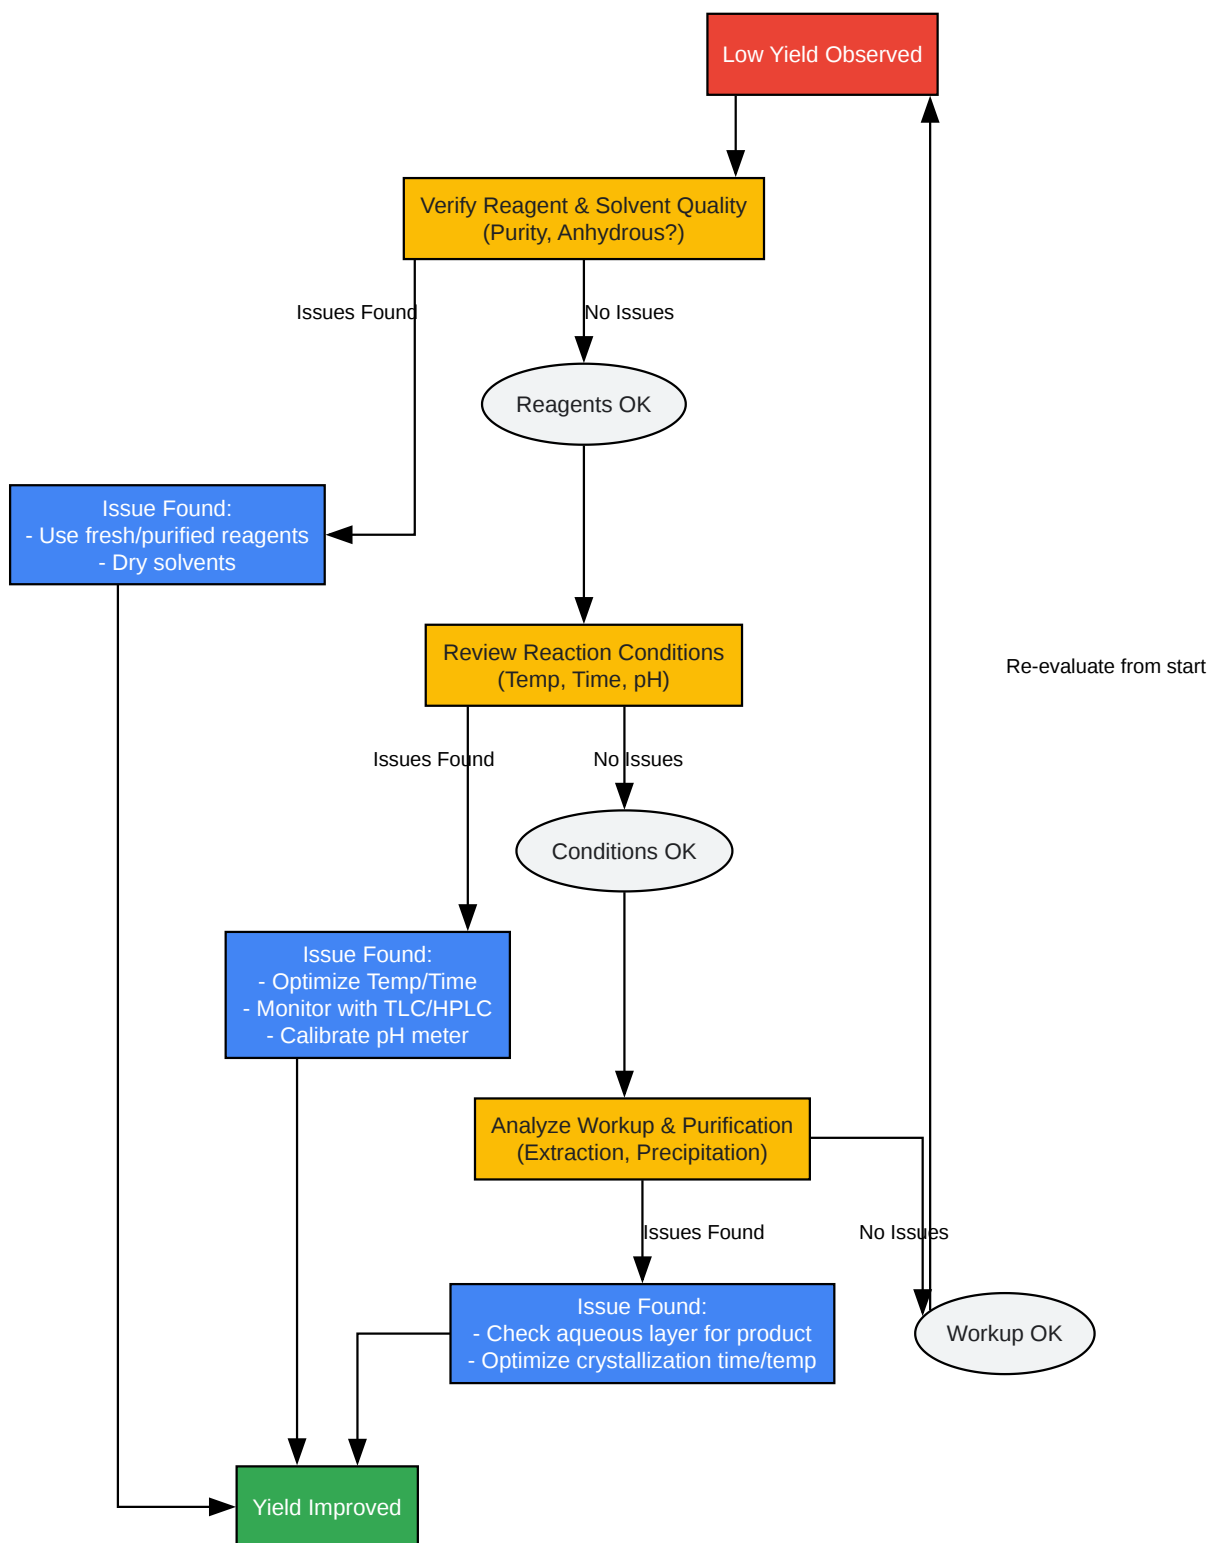 Low Yield Observed
Verify Reagent & Solvent Quality
(Purity, Anhydrous?)
Issues Found
No Issues
Reagents OK
Issue Found:
- Use fresh/purified reagents
- Dry solvents
Review Reaction Conditions
(Temp, Time, pH)
Re-evaluate from start
Issues Found
No Issues
Conditions OK
Issue Found:
- Optimize Temp/Time
- Monitor with TLC/HPLC
- Calibrate pH meter
Analyze Workup & Purification
(Extraction, Precipitation)
Issues Found
No Issues
Issue Found:
- Check aqueous layer for product
- Optimize crystallization time/temp
Workup OK
Yield Improved